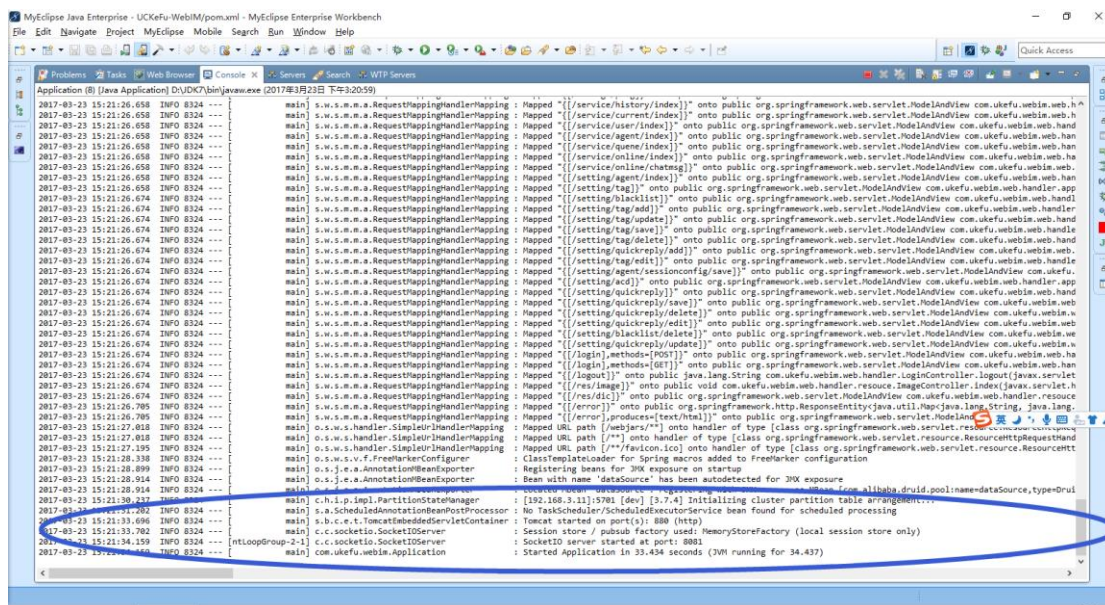 MyEclipse Java Enterprise - UCKeFu-WebIM/pom.xml - MyEclipse Enterprise Workbench
File Edit Navigate Project MyEclipse Mobile Search Run Window Help
Quick Access
Problems Tasks Web Browser Console Servers Search WTP Servers
Application (8) [Java Application] D:\JDK7\bin\javaw.exe (2017年3月23日 下午3:20:59)
2017-03-23 15:21:26.658 INFO 8324 --- [ main] s.w.s.m.m.a.RequestMappingHandlerMapping : Mapped "{[/service/history/index]}" onto public org.springframework.web.servlet.ModelAndView com.ukefu.webim.web.h
2017-03-23 15:21:26.658 INFO 8324 --- [ main] s.w.s.m.m.a.RequestMappingHandlerMapping : Mapped "{[/service/current/index]}" onto public org.springframework.web.servlet.ModelAndView com.ukefu.webim.web.h
2017-03-23 15:21:26.658 INFO 8324 --- [ main] s.w.s.m.m.a.RequestMappingHandlerMapping : Mapped "{[/service/user/index]}" onto public org.springframework.web.servlet.ModelAndView com.ukefu.webim.web.hand
2017-03-23 15:21:26.658 INFO 8324 --- [ main] s.w.s.m.m.a.RequestMappingHandlerMapping : Mapped "{[/service/agent/index]}" onto public org.springframework.web.servlet.ModelAndView com.ukefu.webim.web.han
2017-03-23 15:21:26.658 INFO 8324 --- [ main] s.w.s.m.m.a.RequestMappingHandlerMapping : Mapped "{[/service/quene/index]}" onto public org.springframework.web.servlet.ModelAndView com.ukefu.webim.web.han
2017-03-23 15:21:26.658 INFO 8324 --- [ main] s.w.s.m.m.a.RequestMappingHandlerMapping : Mapped "{[/service/online/index]}" onto public org.springframework.web.servlet.ModelAndView com.ukefu.webim.web.ha
2017-03-23 15:21:26.658 INFO 8324 --- [ main] s.w.s.m.m.a.RequestMappingHandlerMapping : Mapped "{[/service/online/chatmsg]}" onto public org.springframework.web.servlet.ModelAndView com.ukefu.webim.web.
2017-03-23 15:21:26.658 INFO 8324 --- [ main] s.w.s.m.m.a.RequestMappingHandlerMapping : Mapped "{[/setting/agent/index]}" onto public org.springframework.web.servlet.ModelAndView com.ukefu.webim.web.han
2017-03-23 15:21:26.658 INFO 8324 --- [ main] s.w.s.m.m.a.RequestMappingHandlerMapping : Mapped "{[/setting/tag]}" onto public org.springframework.web.servlet.ModelAndView com.ukefu.webim.web.handler.app
2017-03-23 15:21:26.674 INFO 8324 --- [ main] s.w.s.m.m.a.RequestMappingHandlerMapping : Mapped "{[/setting/blacklist]}" onto public org.springframework.web.servlet.ModelAndView com.ukefu.webim.web.handl
2017-03-23 15:21:26.674 INFO 8324 --- [ main] s.w.s.m.m.a.RequestMappingHandlerMapping : Mapped "{[/setting/tag/add]}" onto public org.springframework.web.servlet.ModelAndView com.ukefu.webim.web.handler
2017-03-23 15:21:26.674 INFO 8324 --- [ main] s.w.s.m.m.a.RequestMappingHandlerMapping : Mapped "{[/setting/tag/update]}" onto public org.springframework.web.servlet.ModelAndView com.ukefu.webim.web.hand
2017-03-23 15:21:26.674 INFO 8324 --- [ main] s.w.s.m.m.a.RequestMappingHandlerMapping : Mapped "{[/setting/tag/save]}" onto public org.springframework.web.servlet.ModelAndView com.ukefu.webim.web.handle
2017-03-23 15:21:26.674 INFO 8324 --- [ main] s.w.s.m.m.a.RequestMappingHandlerMapping : Mapped "{[/setting/tag/delete]}" onto public org.springframework.web.servlet.ModelAndView com.ukefu.webim.web.hand
2017-03-23 15:21:26.674 INFO 8324 --- [ main] s.w.s.m.m.a.RequestMappingHandlerMapping : Mapped "{[/setting/quickreply/add]}" onto public org.springframework.web.servlet.ModelAndView com.ukefu.webim.web.
2017-03-23 15:21:26.674 INFO 8324 --- [ main] s.w.s.m.m.a.RequestMappingHandlerMapping : Mapped "{[/setting/tag/edit]}" onto public org.springframework.web.servlet.ModelAndView com.ukefu.webim.web.handle
2017-03-23 15:21:26.674 INFO 8324 --- [ main] s.w.s.m.m.a.RequestMappingHandlerMapping : Mapped "{[/setting/agent/sessionconfig/save]}" onto public org.springframework.web.servlet.ModelAndView com.ukefu.
2017-03-23 15:21:26.674 INFO 8324 --- [ main] s.w.s.m.m.a.RequestMappingHandlerMapping : Mapped "{[/setting/acd]}" onto public org.springframework.web.servlet.ModelAndView com.ukefu.webim.web.handler.app
2017-03-23 15:21:26.674 INFO 8324 --- [ main] s.w.s.m.m.a.RequestMappingHandlerMapping : Mapped "{[/setting/quickreply]}" onto public org.springframework.web.servlet.ModelAndView com.ukefu.webim.web.hand
2017-03-23 15:21:26.674 INFO 8324 --- [ main] s.w.s.m.m.a.RequestMappingHandlerMapping : Mapped "{[/setting/quickreply/save]}" onto public org.springframework.web.servlet.ModelAndView com.ukefu.webim.web
2017-03-23 15:21:26.674 INFO 8324 --- [ main] s.w.s.m.m.a.RequestMappingHandlerMapping : Mapped "{[/setting/quickreply/delete]}" onto public org.springframework.web.servlet.ModelAndView com.ukefu.webim.w
2017-03-23 15:21:26.674 INFO 8324 --- [ main] s.w.s.m.m.a.RequestMappingHandlerMapping : Mapped "{[/setting/quickreply/edit]}" onto public org.springframework.web.servlet.ModelAndView com.ukefu.webim.web
2017-03-23 15:21:26.674 INFO 8324 --- [ main] s.w.s.m.m.a.RequestMappingHandlerMapping : Mapped "{[/setting/blacklist/delete]}" onto public org.springframework.web.servlet.ModelAndView com.ukefu.webim.we
2017-03-23 15:21:26.674 INFO 8324 --- [ main] s.w.s.m.m.a.RequestMappingHandlerMapping : Mapped "{[/setting/quickreply/update]}" onto public org.springframework.web.servlet.ModelAndView com.ukefu.webim.w
2017-03-23 15:21:26.674 INFO 8324 --- [ main] s.w.s.m.m.a.RequestMappingHandlerMapping : Mapped "{[/login],methods=[POST]}" onto public org.springframework.web.servlet.ModelAndView com.ukefu.webim.web.ha
2017-03-23 15:21:26.674 INFO 8324 --- [ main] s.w.s.m.m.a.RequestMappingHandlerMapping : Mapped "{[/login],methods=[GET]}" onto public org.springframework.web.servlet.ModelAndView com.ukefu.webim.web.han
2017-03-23 15:21:26.674 INFO 8324 --- [ main] s.w.s.m.m.a.RequestMappingHandlerMapping : Mapped "{[/logout]}" onto public java.lang.String com.ukefu.webim.web.handler.LoginController.logout(javax.servlet
2017-03-23 15:21:26.674 INFO 8324 --- [ main] s.w.s.m.m.a.RequestMappingHandlerMapping : Mapped "{[/res/image]}" onto public void com.ukefu.webim.web.handler.resouce.ImageController.index(javax.servlet.h
2017-03-23 15:21:26.674 INFO 8324 --- [ main] s.w.s.m.m.a.RequestMappingHandlerMapping : Mapped "{[/res/dic]}" onto public org.springframework.web.servlet.ModelAndView com.ukefu.webim.web.handler.resouce
2017-03-23 15:21:26.705 INFO 8324 --- [ main] s.w.s.m.m.a.RequestMappingHandlerMapping : Mapped "{[/error]}" onto public org.springframework.http.ResponseEntity<java.util.Map<java.lang.String, java.lang.
2017-03-23 15:21:26.705 INFO 8324 --- [ main] s.w.s.m.m.a.RequestMappingHandlerMapping : Mapped "{[/error],produces=[text/html]}" onto public org.springframework.web.servlet.ModelAnd
英
2017-03-23 15:21:27.018 INFO 8324 --- [ main] o.s.w.s.handler.SimpleUrlHandlerMapping : Mapped URL path [/webjars/**] onto handler of type [class org.springframework.web.servlet.resource.
2017-03-23 15:21:27.018 INFO 8324 --- [ main] o.s.w.s.handler.SimpleUrlHandlerMapping : Mapped URL path [/**] onto handler of type [class org.springframework.web.servlet.resource.ResourceHttpRequestHand
2017-03-23 15:21:27.195 INFO 8324 --- [ main] o.s.w.s.handler.SimpleUrlHandlerMapping : Mapped URL path [/**/favicon.ico] onto handler of type [class org.springframework.web.servlet.resource.ResourceHtt
2017-03-23 15:21:28.338 INFO 8324 --- [ main] o.s.w.s.v.f.FreeMarkerConfigurer : ClassTemplateLoader for Spring macros added to FreeMarker configuration
2017-03-23 15:21:28.899 INFO 8324 --- [ main] o.s.j.e.a.AnnotationMBeanExporter : Registering beans for JMX exposure on startup
2017-03-23 15:21:28.914 INFO 8324 --- [ main] o.s.j.e.a.AnnotationMBeanExporter : Bean with name 'dataSource' has been autodetected for JMX exposure
2017-03-23 15:21:28.914 INFO 8324 --- [ main] [com.alibaba.druid.pool:name=dataSource,type=Drui
2017-03-23 15:21:30.237 main] c.h.i.p.impl.PartitionStateManager : [192.168.3.11]:5701 [dev] [3.7.4] Initializing cluster partition table arrangement...
INFO 8324 --- [ main] s.a.ScheduledAnnotationBeanPostProcessor : No TaskScheduler/ScheduledExecutorService bean found for scheduled processing
15:21:33.696 INFO 8324 --- [ main] s.b.c.e.t.TomcatEmbeddedServletContainer : Tomcat started on port(s): 880 (http)
15:21:33.702 INFO 8324 --- [ main] c.c.socketio.SocketIOServer : Session store / pubsub factory used: MemoryStoreFactory (local session store only)
2017-03-23 15:21:34.159 INFO 8324 --- [ntLoopGroup-2-1] c.c.socketio.SocketIOServer : SocketIO server started at port: 8081
2017-03-23 INFO 8324 --- [ main] com.ukefu.webim.Application : Started Application in 33.434 seconds (JVM running for 34.437)